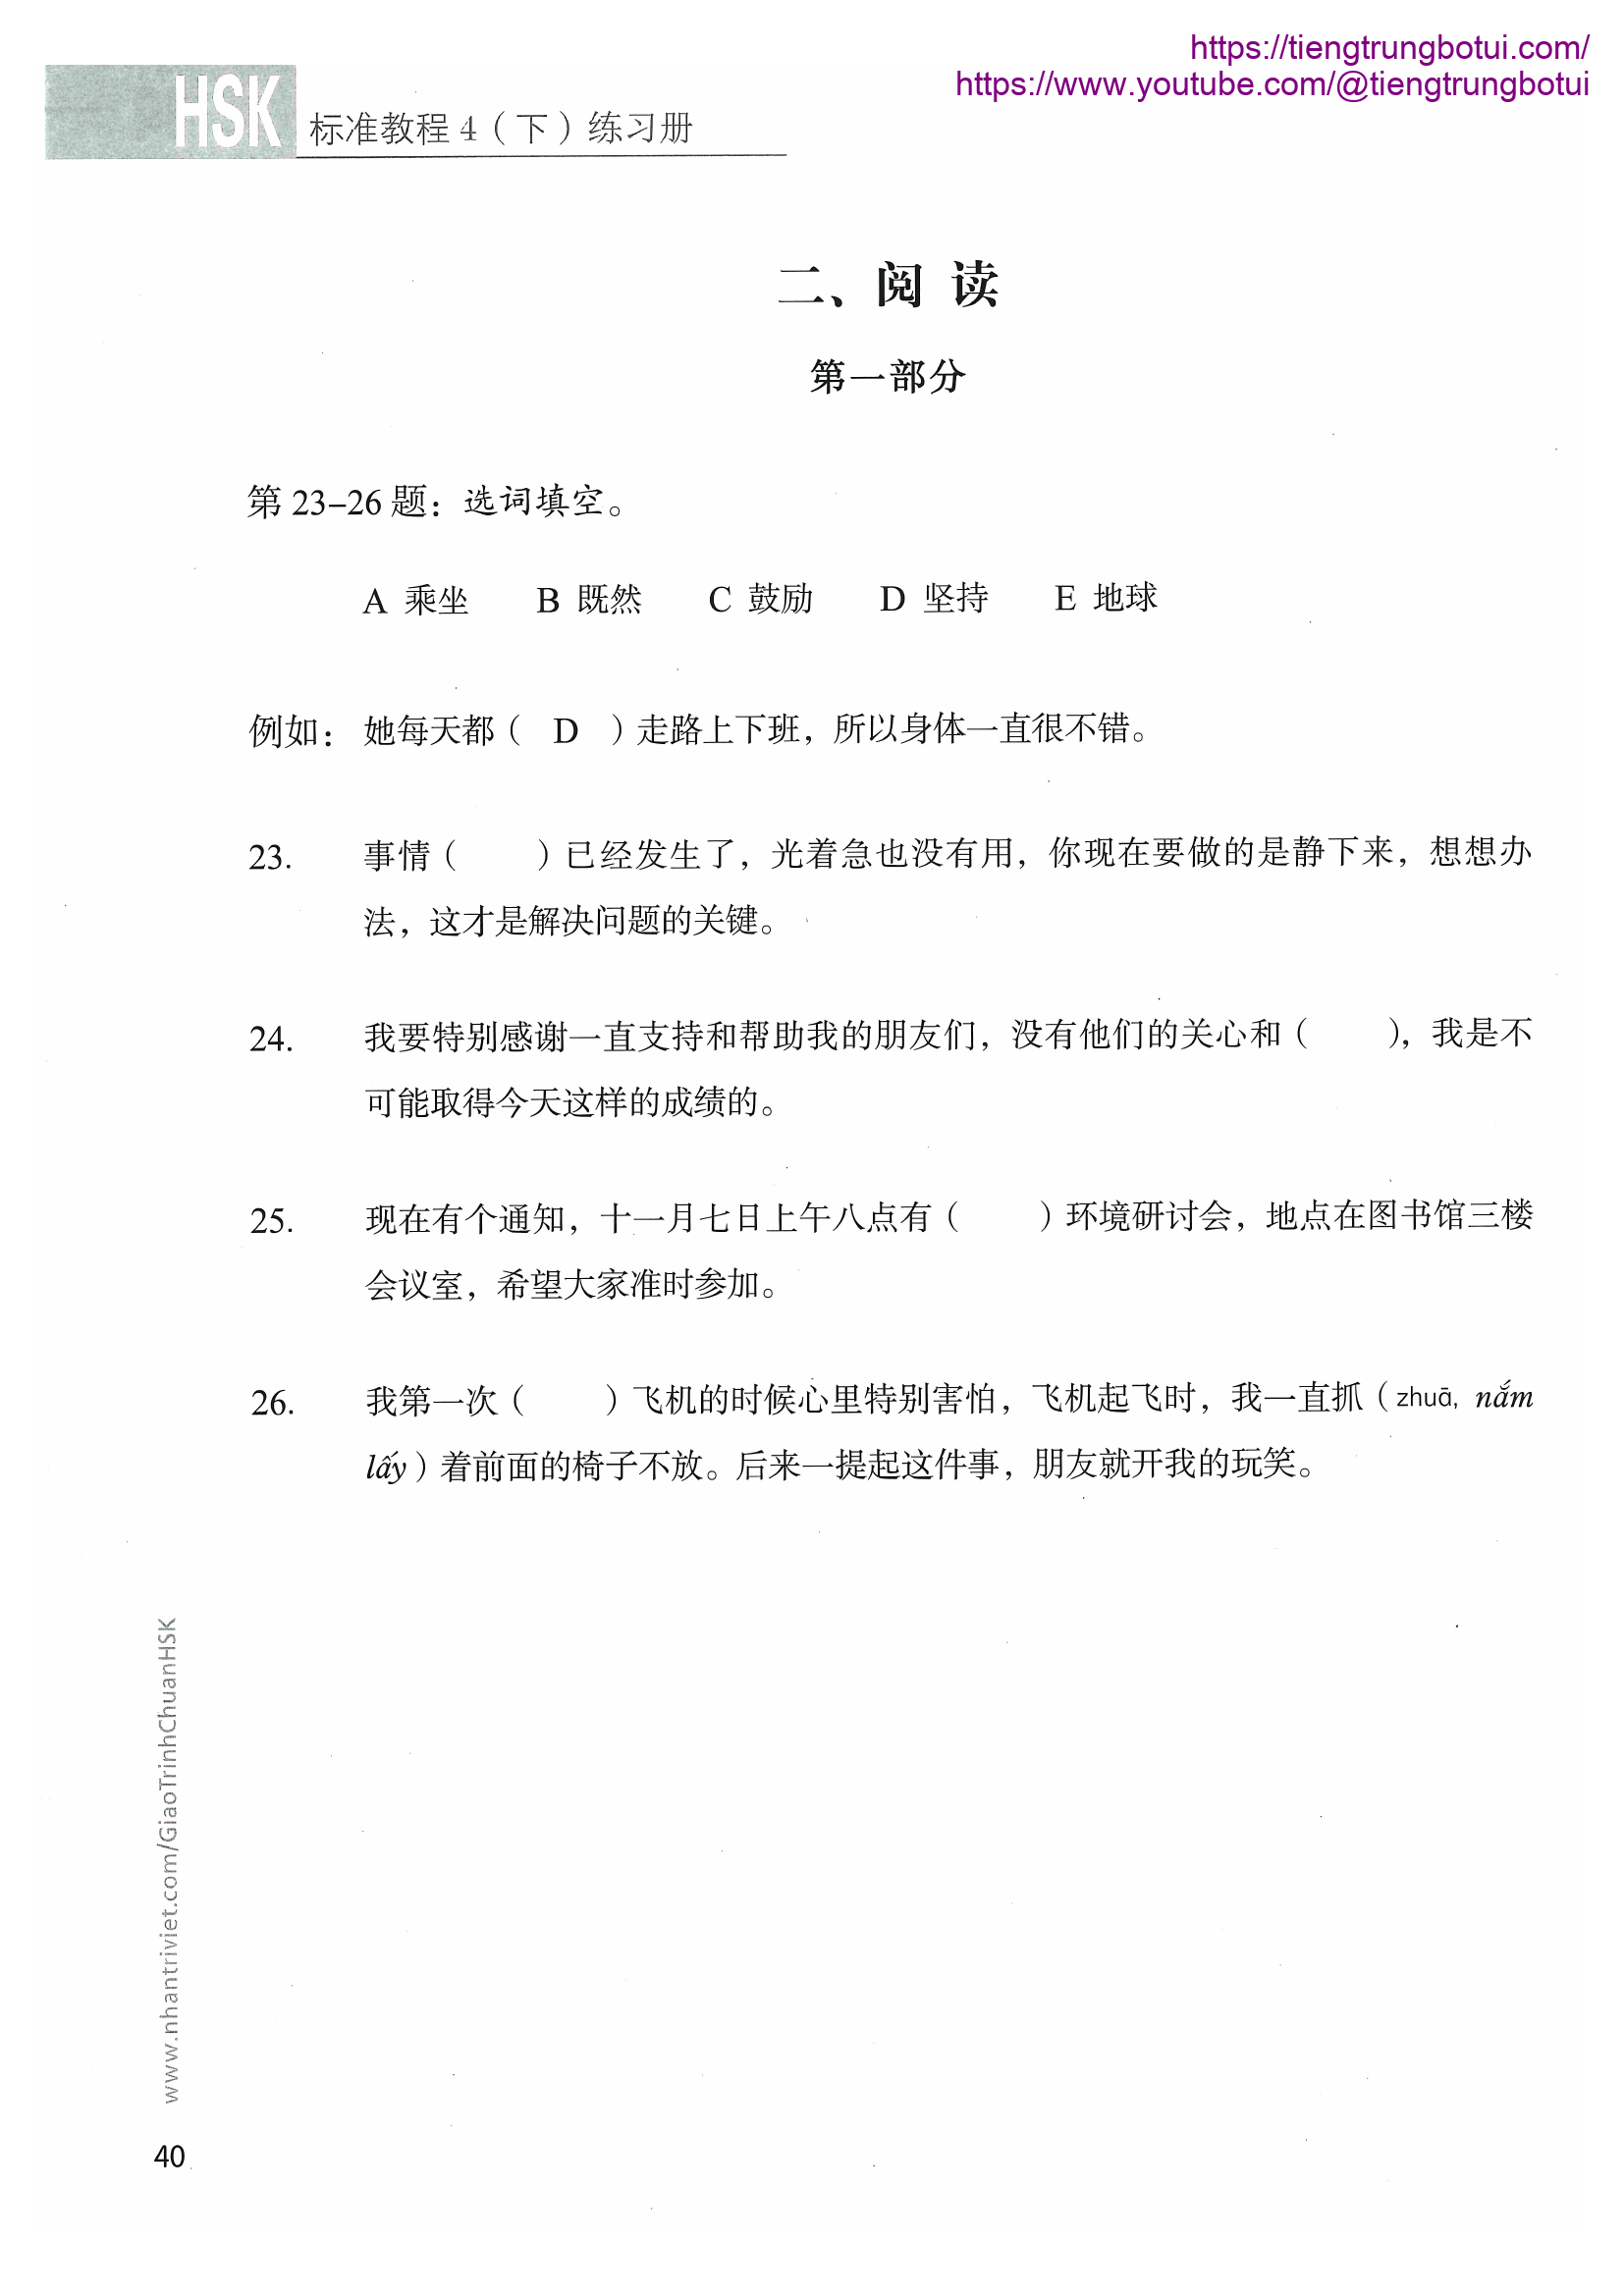 https://tiengtrungbotui.com/
https://www.youtube.com/@tiengtrungbotui
HSK 标准教程4（下）练习册
二、阅 读
第一部分
第23–26题：选词填空。
A 乘坐 B 既然 C 鼓励 D 坚持 E 地球
例如：她每天都（ D ）走路上下班，所以身体一直很不错。
23. 事情（ ）已经发生了，光着急也没有用，你现在要做的是静下来，想想办
法，这才是解决问题的关键。
24. 我要特别感谢一直支持和帮助我的朋友们，没有他们的关心和（ ），我是不
可能取得今天这样的成绩的。
25. 现在有个通知，十一月七日上午八点有（ ）环境研讨会，地点在图书馆三楼
会议室，希望大家准时参加。
26. 我第一次（ ）飞机的时候心里特别害怕，飞机起飞时，我一直抓（zhuā, nắm
lấy）着前面的椅子不放。后来一提起这件事，朋友就开我的玩笑。
www.nhantriviet.com/GiaoTrinhChuanHSK
40